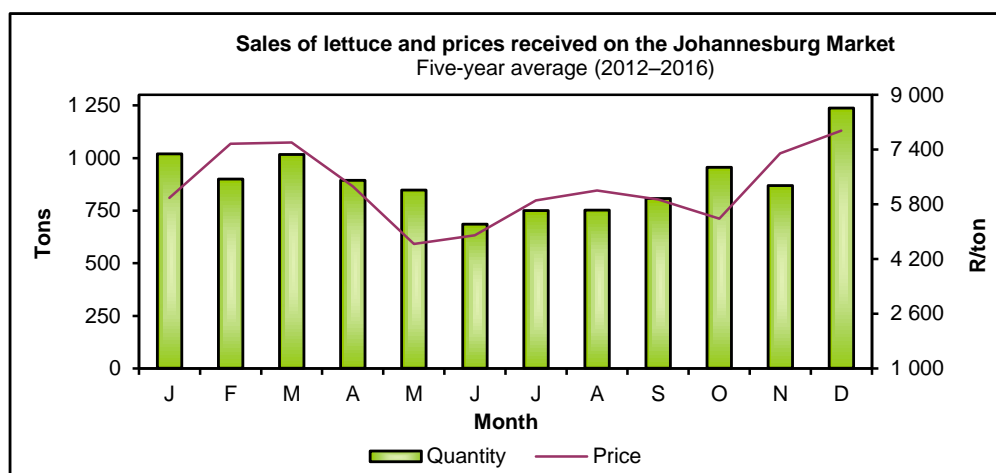 Sales of lettuce and prices received on the Johannesburg Market
Five-year average (2012–2016)
Tons
1 250
1 000
750
500
250
0
9 000
7 400
5 800
4 200
2 600
1 000
R/ton
J F M A M J J A S O N D
Month
Quantity Price